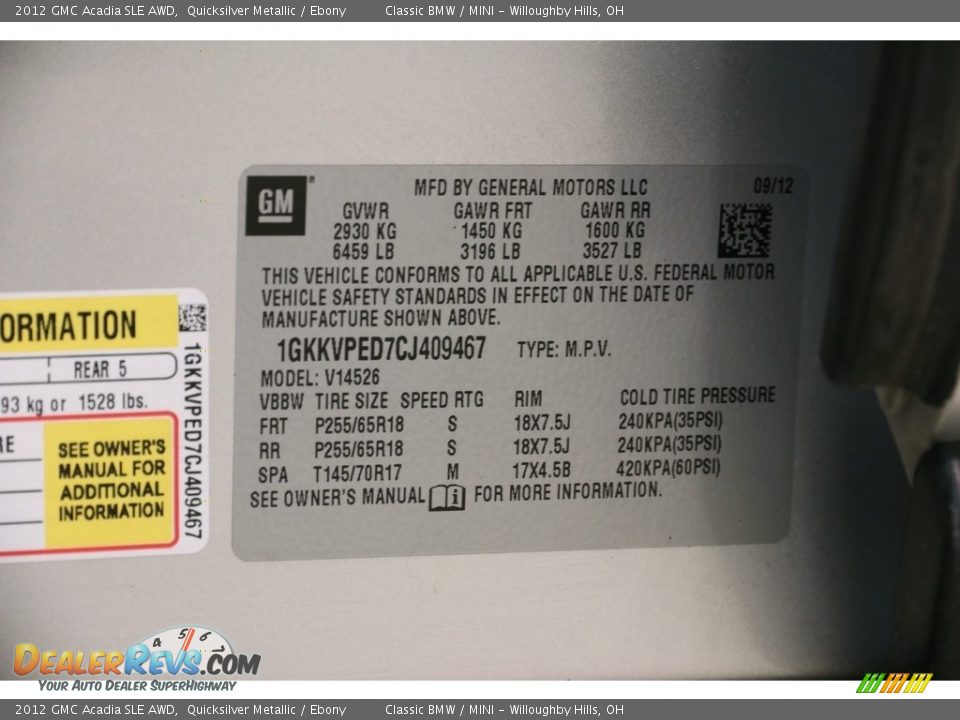 2012 GMC Acadia SLE AWD, Quicksilver Metallic / Ebony Classic BMW / MINI - Willoughby Hills, OH
GM
MFD BY GENERAL MOTORS LLC 09/12
GVWR GAWR FRT GAWR RR
2930 KG 1450 KG 1600 KG
6459 LB 3196 LB 3527 LB
THIS VEHICLE CONFORMS TO ALL APPLICABLE U.S. FEDERAL MOTOR
VEHICLE SAFETY STANDARDS IN EFFECT ON THE DATE OF
MANUFACTURE SHOWN ABOVE.
1GKKVPED7CJ409467 TYPE: M.P.V.
MODEL: V14526
VBBW TIRE SIZE SPEED RTG RIM COLD TIRE PRESSURE
FRT P255/65R18 S 18X7.5J 240KPA(35PSI)
RR P255/65R18 S 18X7.5J 240KPA(35PSI)
SPA T145/70R17 M 17X4.5B 420KPA(60PSI)
SEE OWNER'S MANUAL i FOR MORE INFORMATION.
ORMATION
REAR 5
93 kg or 1528 lbs.
RE
SEE OWNER'S
MANUAL FOR
ADDITIONAL
INFORMATION
1GKKVPED7CJ409467
4 5 6
DEALERREVS.COM
YOUR AUTO DEALER SUPERHIGHWAY
2012 GMC Acadia SLE AWD, Quicksilver Metallic / Ebony Classic BMW / MINI - Willoughby Hills, OH